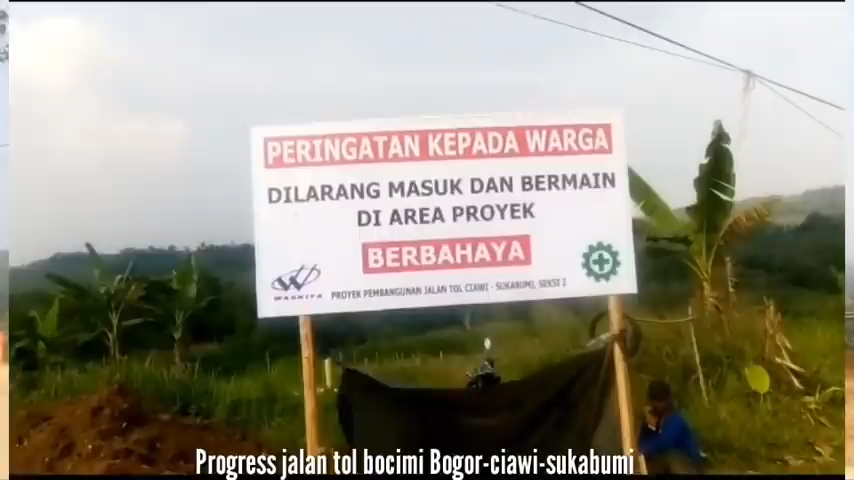 PERINGATAN KEPADA WARGA
DILARANG MASUK DAN BERMAIN
DI AREA PROYEK
BERBAHAYA
WASKITA
PROYEK PEMBANGUNAN JALAN TOL CIAWI - SUKABUMI, SEKSI I
Progress jalan tol bocimi Bogor-ciawi-sukabumi